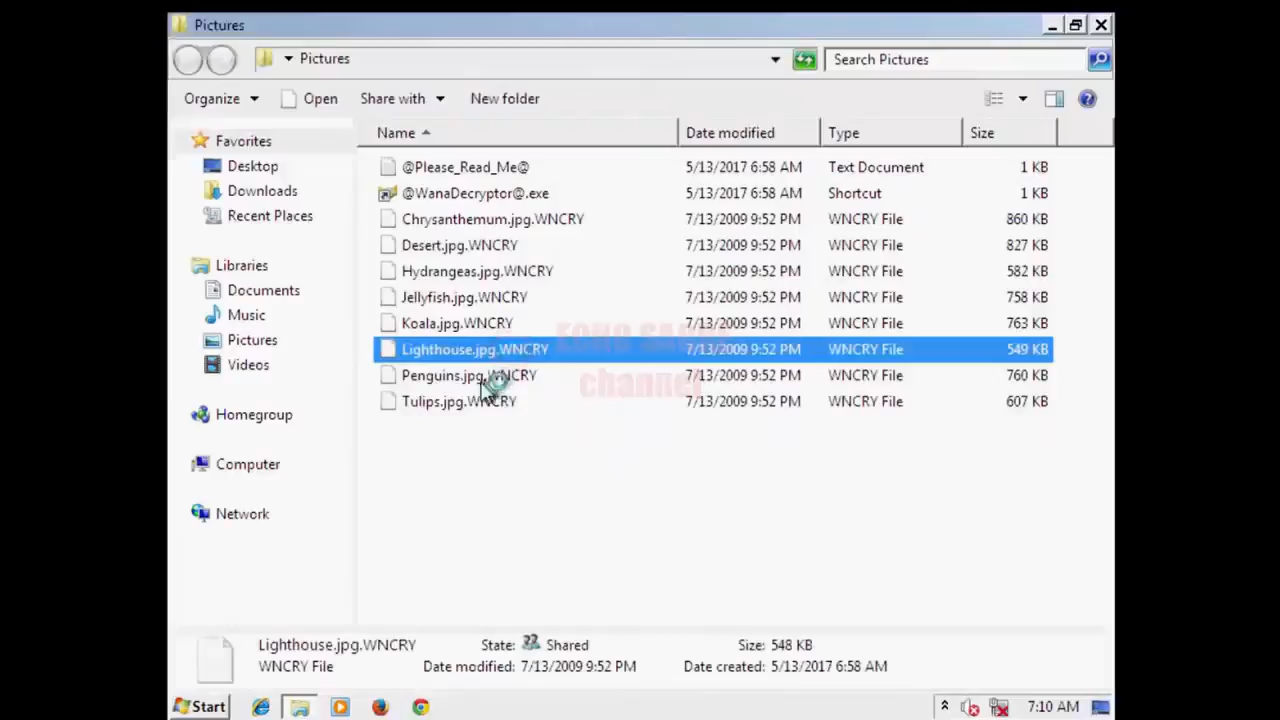 Pictures
Pictures
Search Pictures
Organize Open Share with New folder
Name Date modified Type Size
Favorites
Desktop
Downloads
Recent Places
Libraries
Documents
Music
Pictures
Videos
Homegroup
Computer
Network
@Please_Read_Me@ 5/13/2017 6:58 AM Text Document 1 KB
@WanaDecryptor@.exe 5/13/2017 6:58 AM Shortcut 1 KB
Chrysanthemum.jpg.WNCRY 7/13/2009 9:52 PM WNCRY File 860 KB
Desert.jpg.WNCRY 7/13/2009 9:52 PM WNCRY File 827 KB
Hydrangeas.jpg.WNCRY 7/13/2009 9:52 PM WNCRY File 582 KB
Jellyfish.jpg.WNCRY 7/13/2009 9:52 PM WNCRY File 758 KB
Koala.jpg.WNCRY 7/13/2009 9:52 PM WNCRY File 763 KB
Lighthouse.jpg.WNCRY 7/13/2009 9:52 PM WNCRY File 549 KB
Penguins.jpg.WNCRY 7/13/2009 9:52 PM WNCRY File 760 KB
Tulips.jpg.WNCRY 7/13/2009 9:52 PM WNCRY File 607 KB
channel
Lighthouse.jpg.WNCRY State: Shared Size: 548 KB
WNCRY File Date modified: 7/13/2009 9:52 PM Date created: 5/13/2017 6:58 AM
Start 7:10 AM